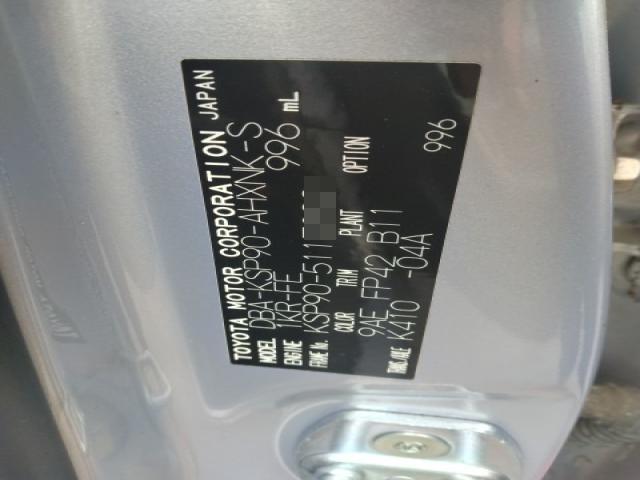 TOYOTA MOTOR CORPORATION JAPAN
MODEL DBA-KSP90-AHXNK-S
ENGINE 1KR-FE 996 mL
FRAME No. KSP90-5117
COLOR TRIM PLANT OPTION
9AE FP42 B11
TRANS/AXLE K410 -04A 996